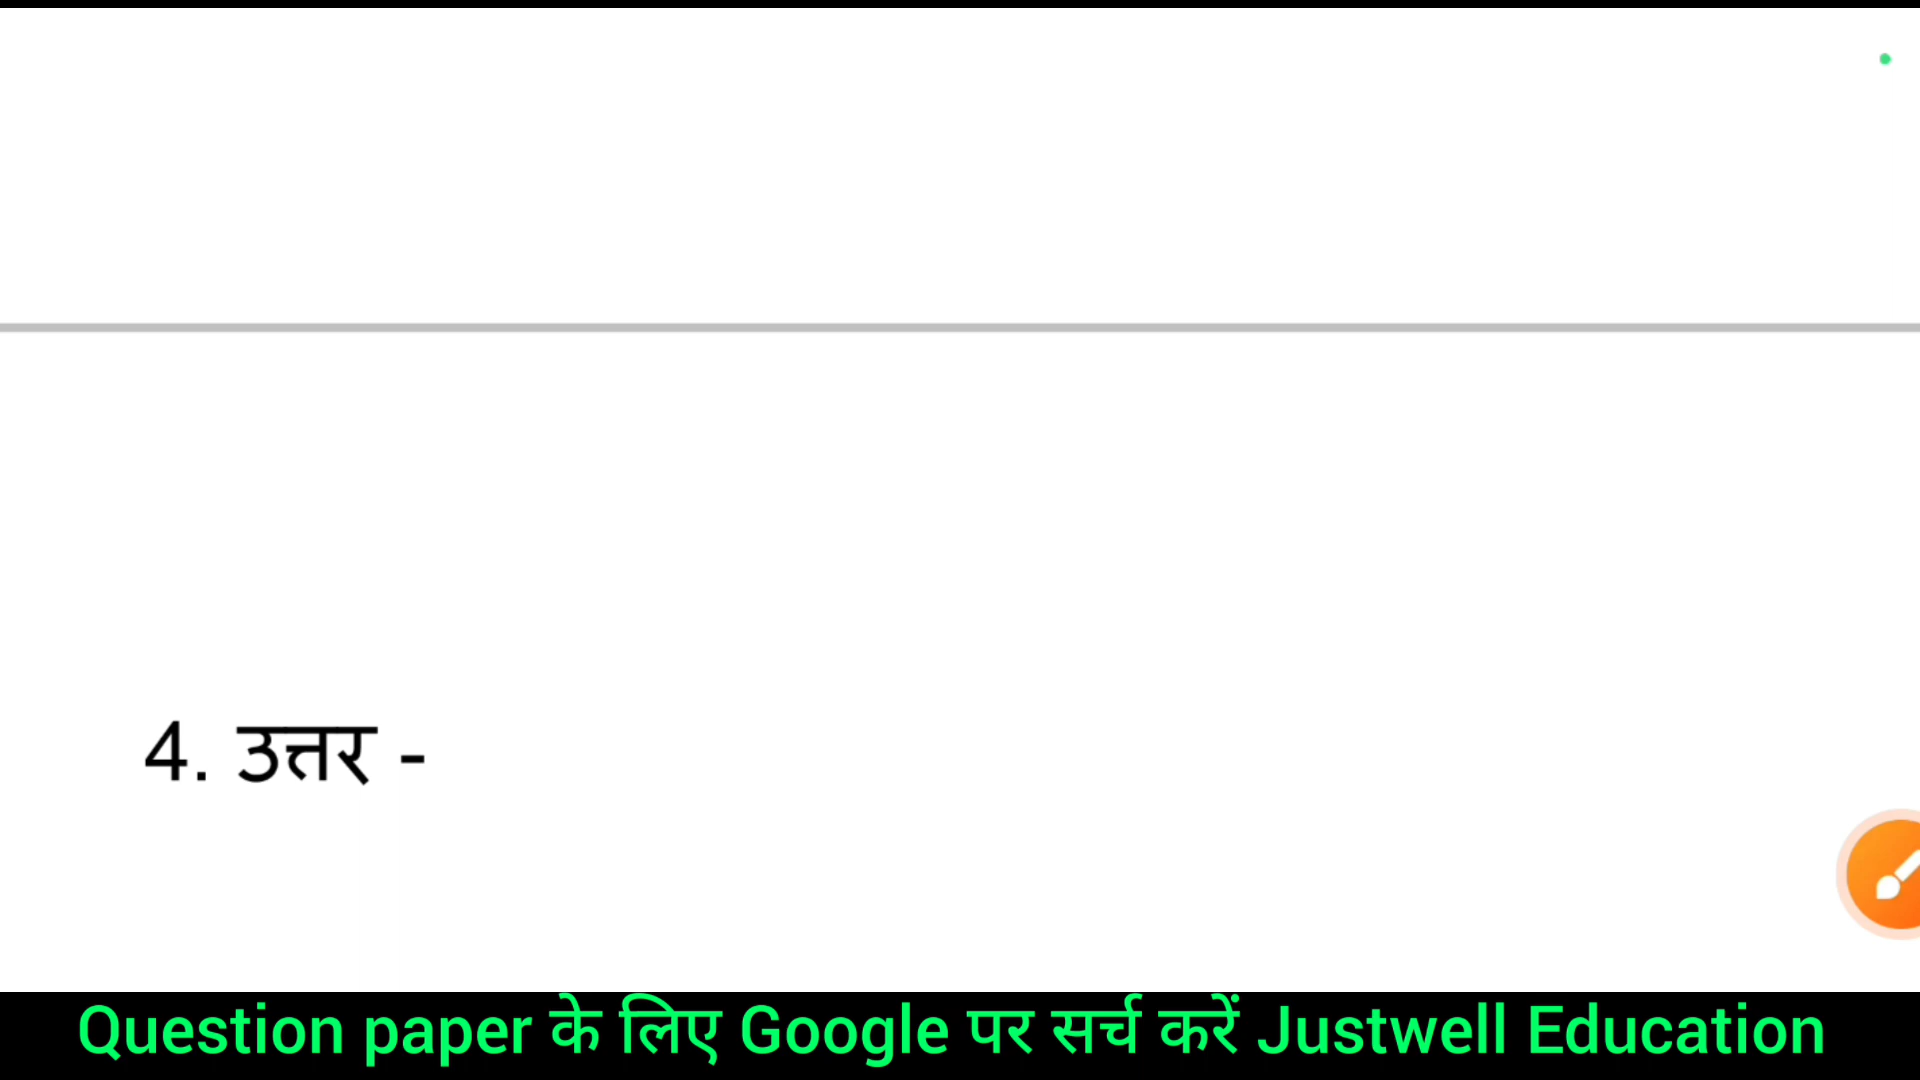 4. उत्तर -
Question paper के लिए Google पर सर्च करें Justwell Education